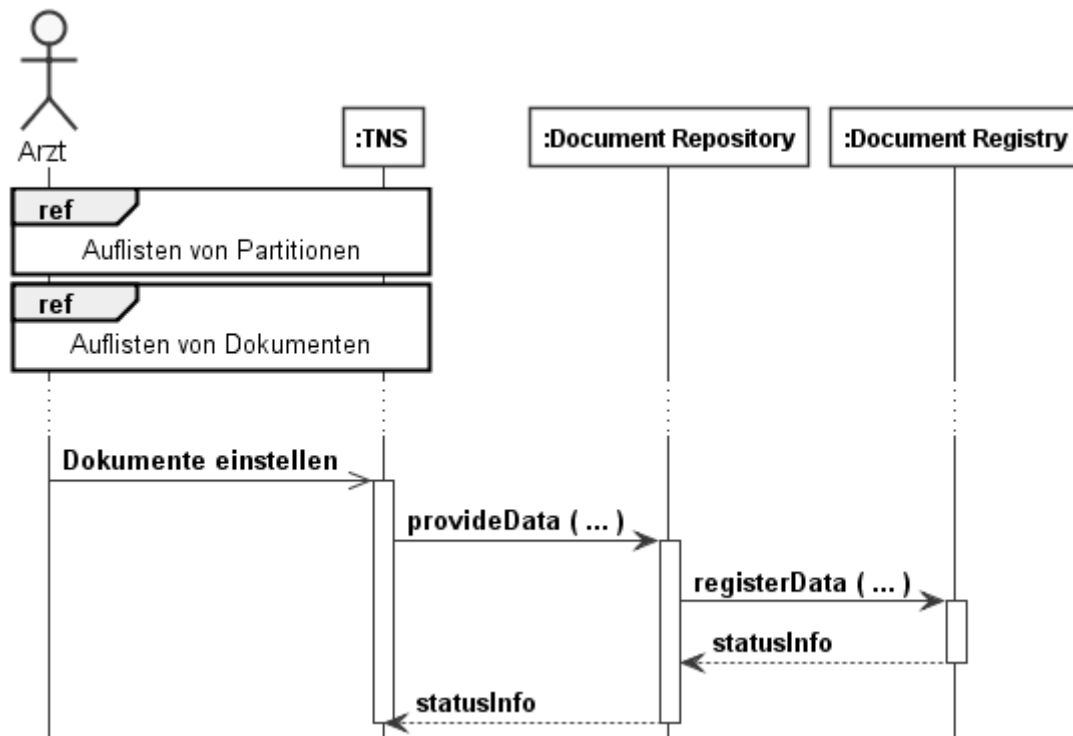 Arzt
:TNS
:Document Repository
:Document Registry
ref
Auflisten von Partitionen
ref
Auflisten von Dokumenten
Dokumente einstellen
provideData ( ... )
registerData ( ... )
statusInfo
statusInfo